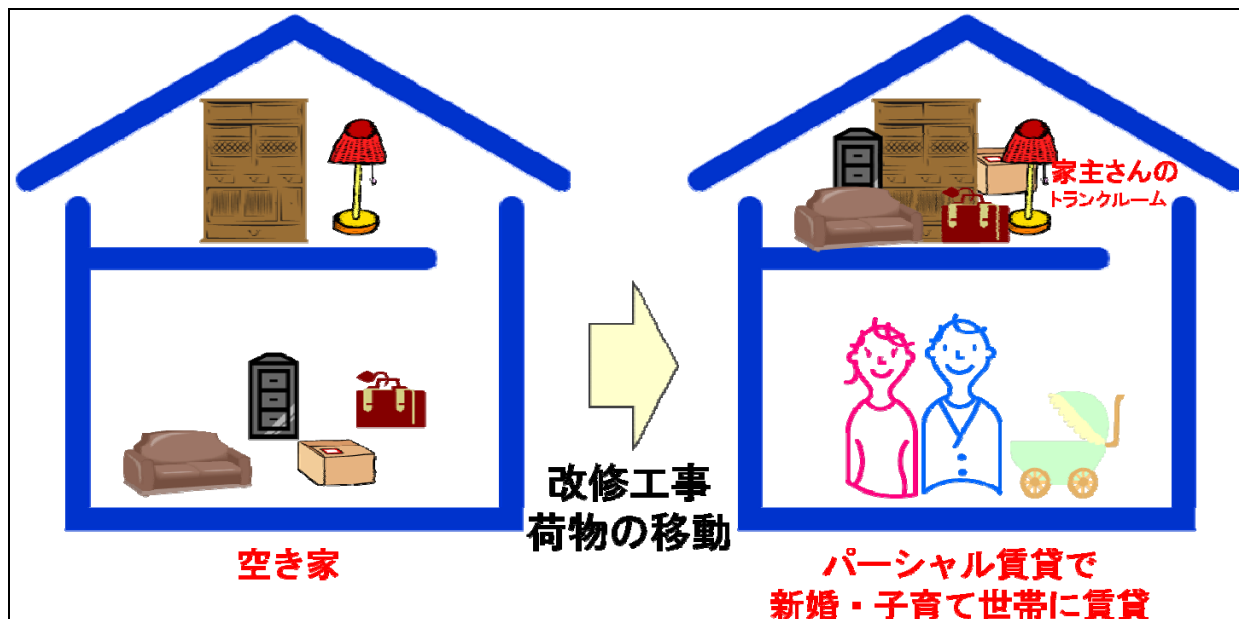 家主さんの
トランクルーム
改修工事
荷物の移動
空き家
パーシャル賃貸で
新婚・子育て世帯に賃貸